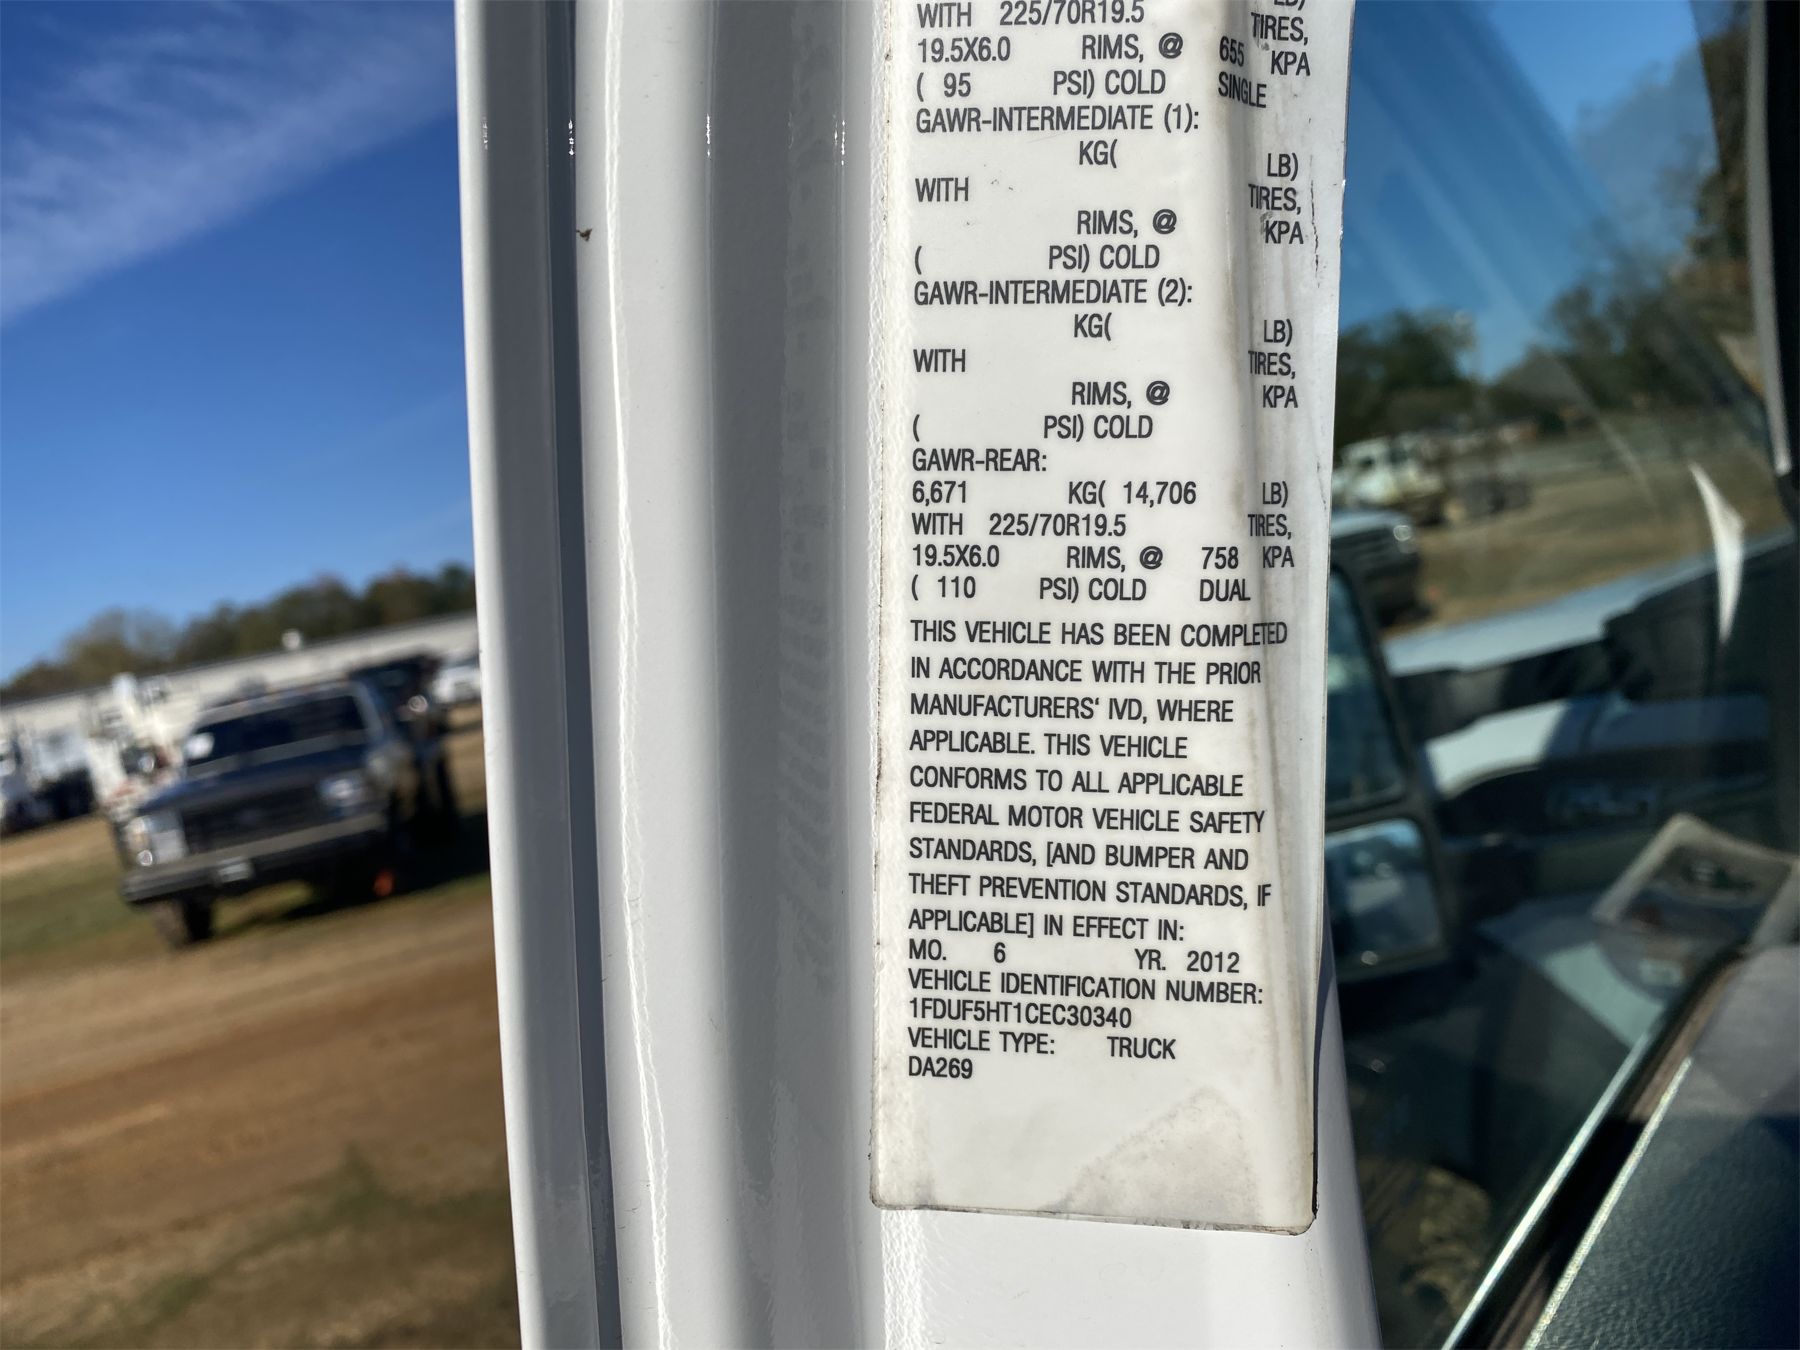 WITH 225/70R19.5 TIRES,
19.5X6.0 RIMS, @ 655 KPA
( 95 PSI) COLD SINGLE
GAWR-INTERMEDIATE (1):
KG( LB)
WITH TIRES,
RIMS, @ KPA
( PSI) COLD
GAWR-INTERMEDIATE (2):
KG( LB)
WITH TIRES,
RIMS, @ KPA
( PSI) COLD
GAWR-REAR:
6,671 KG( 14,706 LB)
WITH 225/70R19.5 TIRES,
19.5X6.0 RIMS, @ 758 KPA
( 110 PSI) COLD DUAL
THIS VEHICLE HAS BEEN COMPLETED
IN ACCORDANCE WITH THE PRIOR
MANUFACTURERS' IVD, WHERE
APPLICABLE. THIS VEHICLE
CONFORMS TO ALL APPLICABLE
FEDERAL MOTOR VEHICLE SAFETY
STANDARDS, [AND BUMPER AND
THEFT PREVENTION STANDARDS, IF
APPLICABLE] IN EFFECT IN:
MO. 6 YR. 2012
VEHICLE IDENTIFICATION NUMBER:
1FDUF5HT1CEC30340
VEHICLE TYPE: TRUCK
DA269